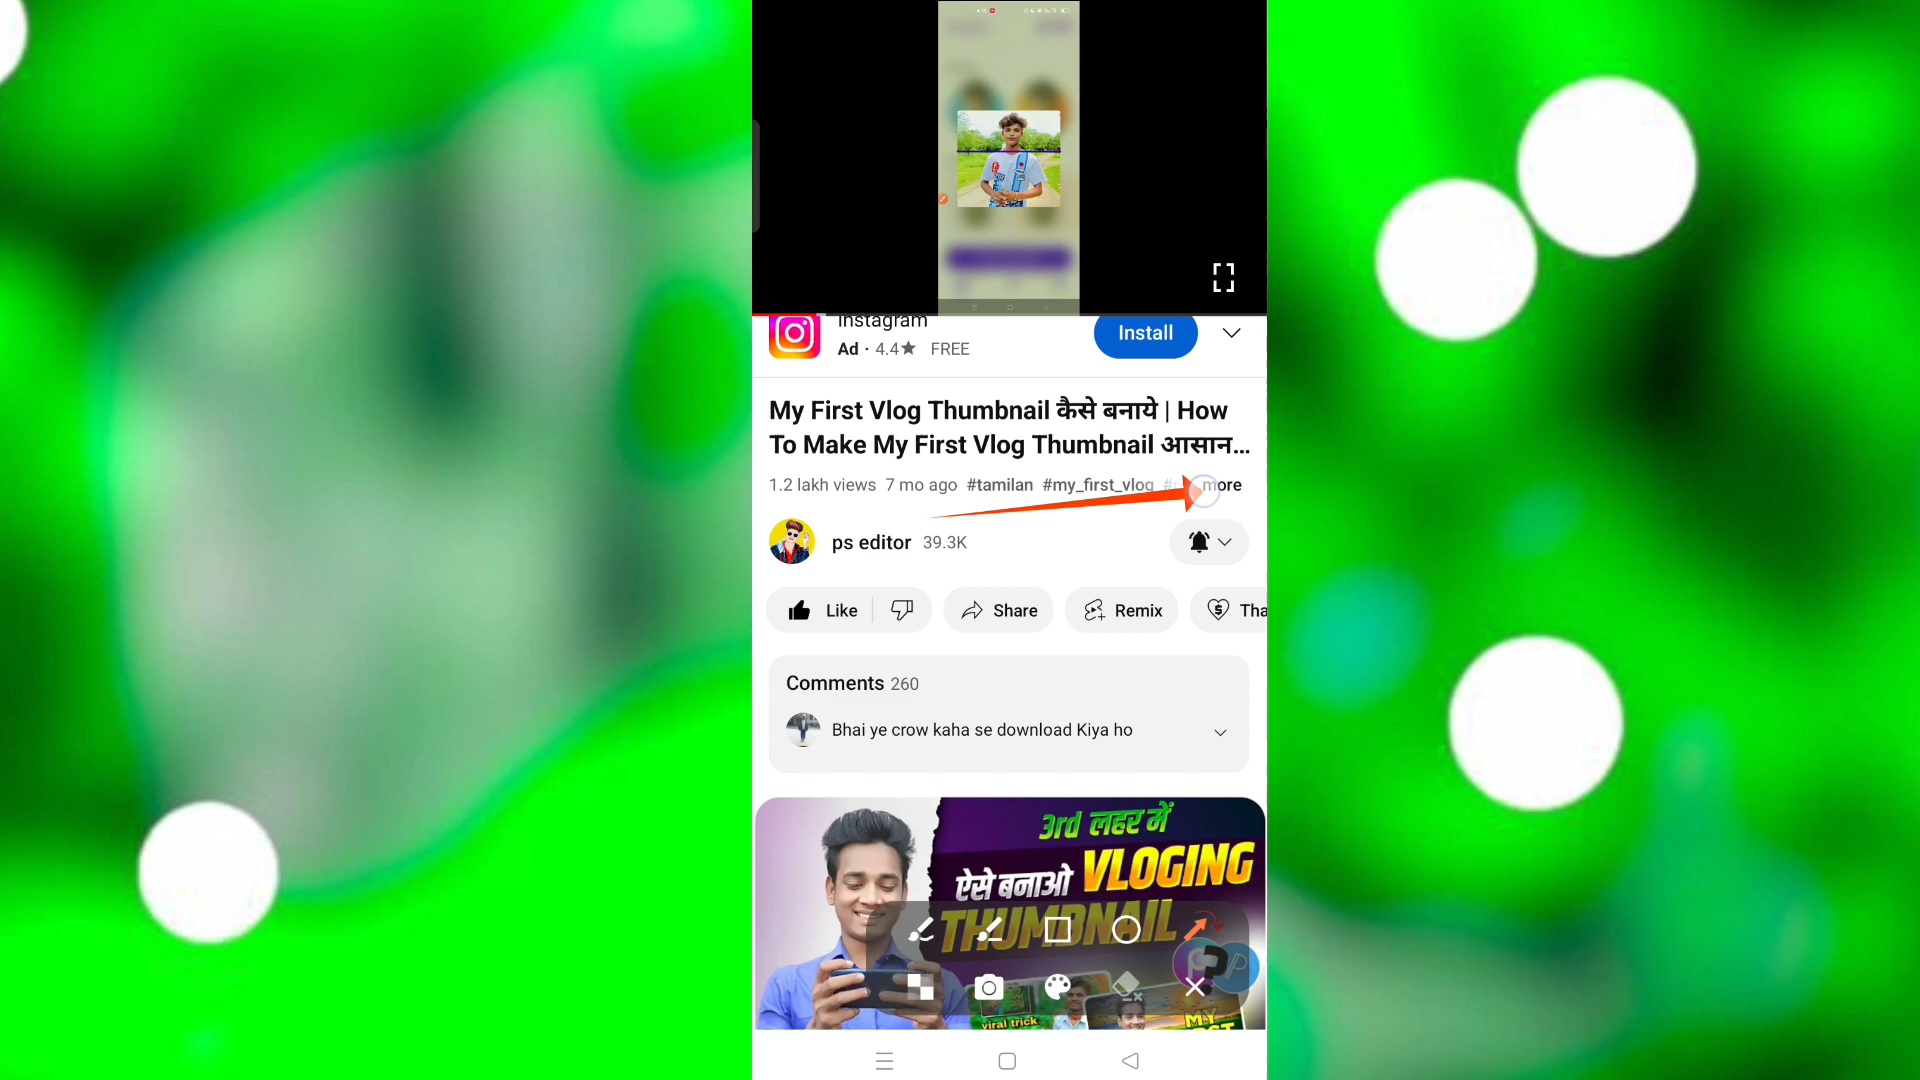 Instagram
Ad · 4.4★ FREE
Install
My First Vlog Thumbnail कैसे बनाये | How
To Make My First Vlog Thumbnail आसान...
1.2 lakh views 7 mo ago #tamilan #my_first_vlog more
ps editor 39.3K
Like
Share
Remix
Tha
Comments 260
Bhai ye crow kaha se download Kiya ho
3rd लहर में
ऐसे बनाओ VLOGING
THUMBNAIL
viral trick
MY